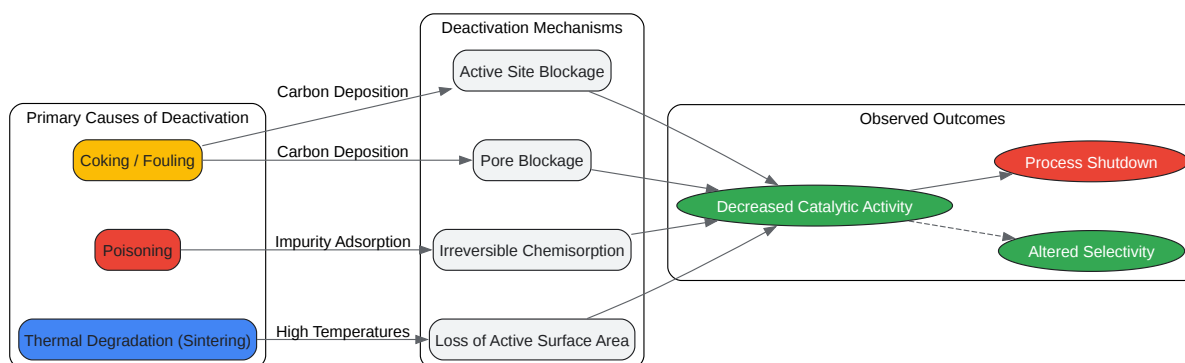 Primary Causes of Deactivation
Coking / Fouling
Poisoning
Thermal Degradation (Sintering)
Carbon Deposition
Carbon Deposition
Impurity Adsorption
High Temperatures
Deactivation Mechanisms
Active Site Blockage
Pore Blockage
Irreversible Chemisorption
Loss of Active Surface Area
Observed Outcomes
Decreased Catalytic Activity
Process Shutdown
Altered Selectivity